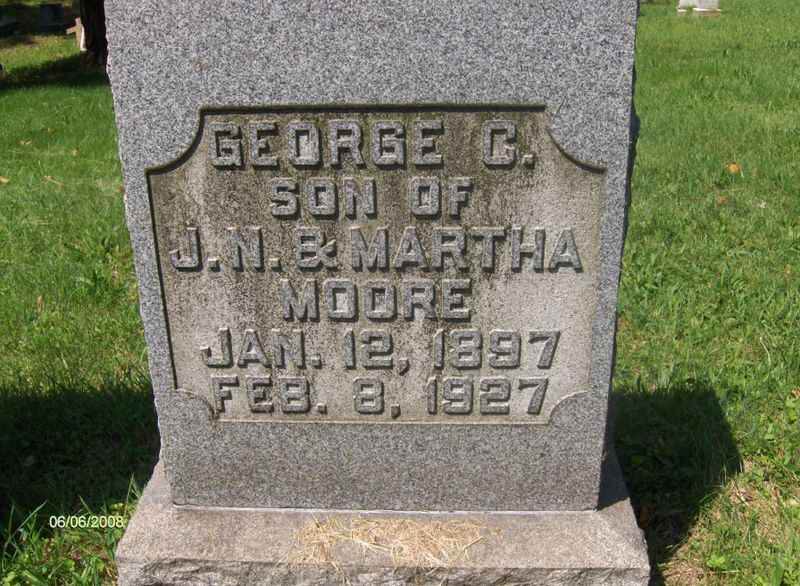 GEORGE C.
SON OF
J.N. & MARTHA
MOORE
JAN. 12, 1897
FEB. 8, 1927
06/06/2008